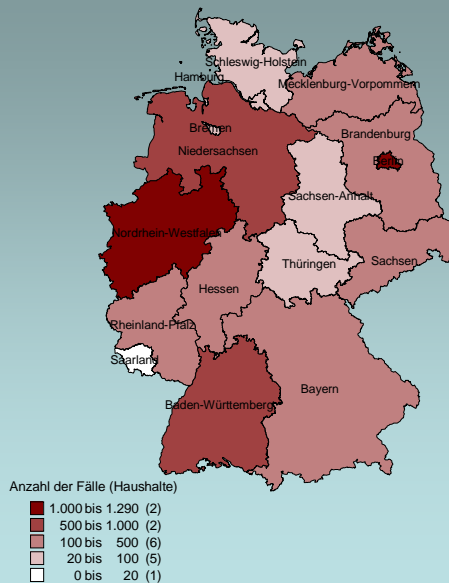 Schleswig-Holstein
Hamburg
Mecklenburg-Vorpommern
Bremen
Brandenburg
Niedersachsen
Berlin
Sachsen-Anhalt
Nordrhein-Westfalen
Thüringen
Sachsen
Hessen
Rheinland-Pfalz
Saarland
Bayern
Baden-Württemberg
Anzahl der Fälle (Haushalte)
1.000 bis 1.290 (2)
500 bis 1.000 (2)
100 bis 500 (6)
20 bis 100 (5)
0 bis 20 (1)